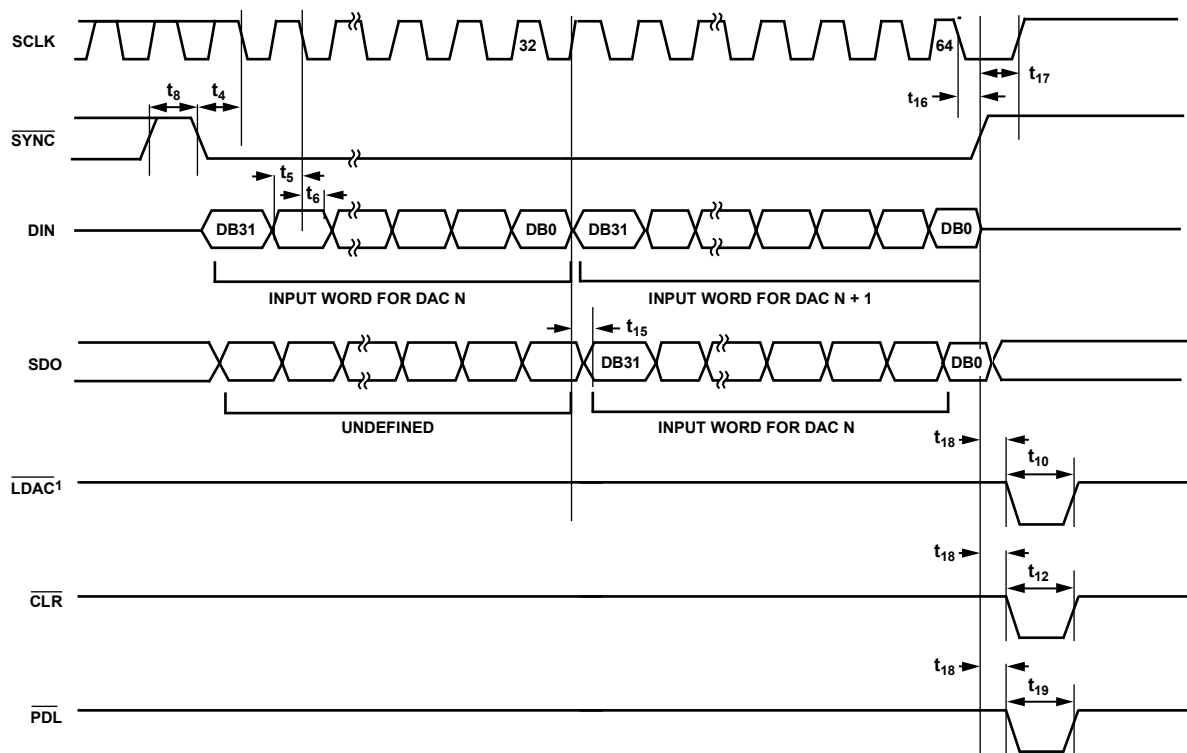 SCLK
32
64
t17
t16
t8
t4
SYNC
t5
t6
DIN
DB31
DB0
DB31
DB0
INPUT WORD FOR DAC N
INPUT WORD FOR DAC N + 1
t15
SDO
DB31
DB0
UNDEFINED
INPUT WORD FOR DAC N
t18
t10
LDAC1
t18
t12
CLR
t18
t19
PDL